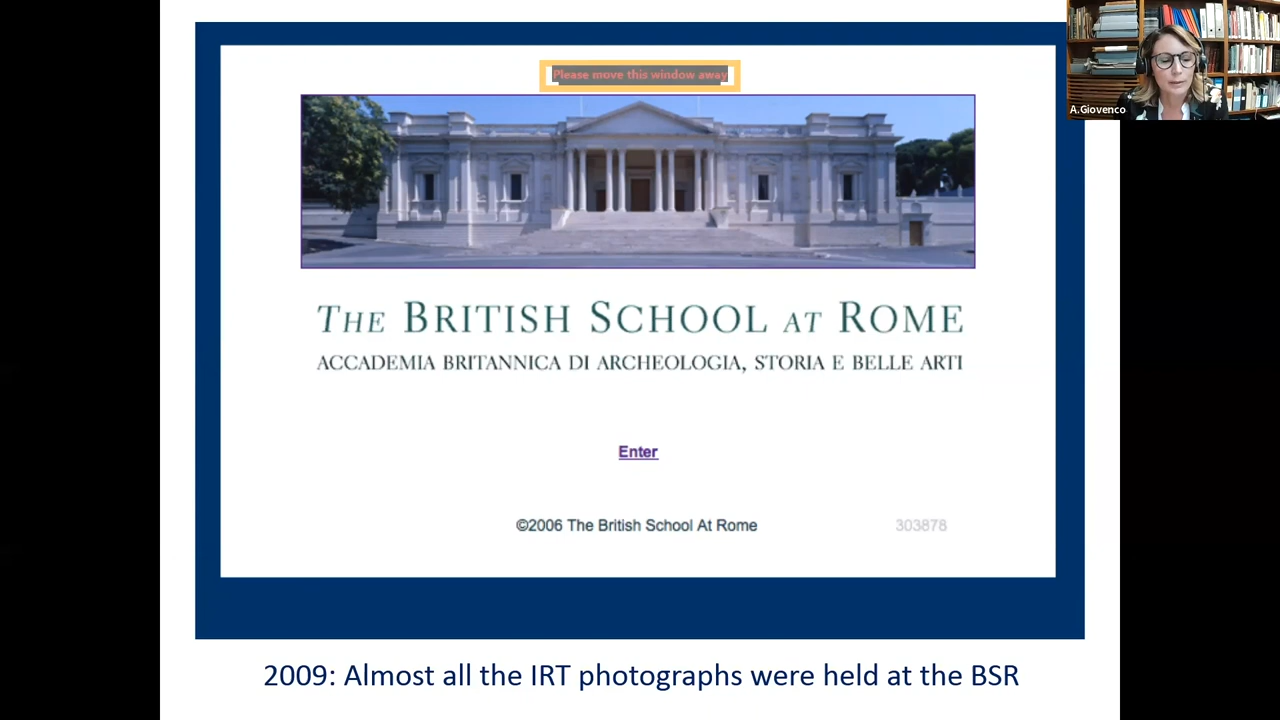 Please move this window away
A.Giovenco
THE BRITISH SCHOOL AT ROME
ACCADEMIA BRITANNICA DI ARCHEOLOGIA, STORIA E BELLE ARTI
Enter
©2006 The British School At Rome
303878
2009: Almost all the IRT photographs were held at the BSR